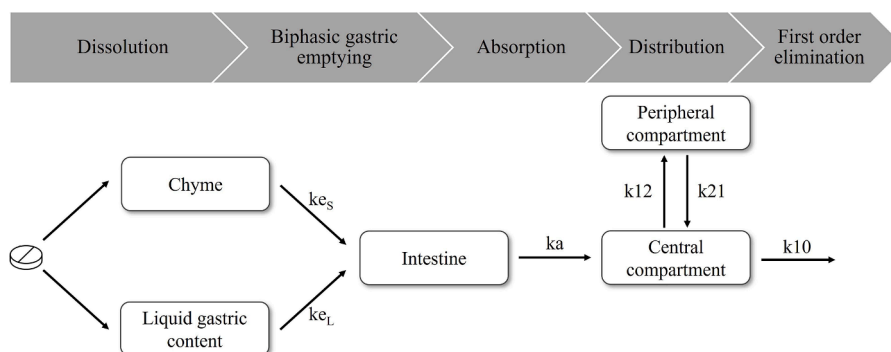 Dissolution
Biphasic gastric
emptying
Absorption
Distribution
First order
elimination
Peripheral
compartment
Chyme
ke_S
k12
k21
Intestine
ka
Central
compartment
k10
Liquid gastric
content
ke_L